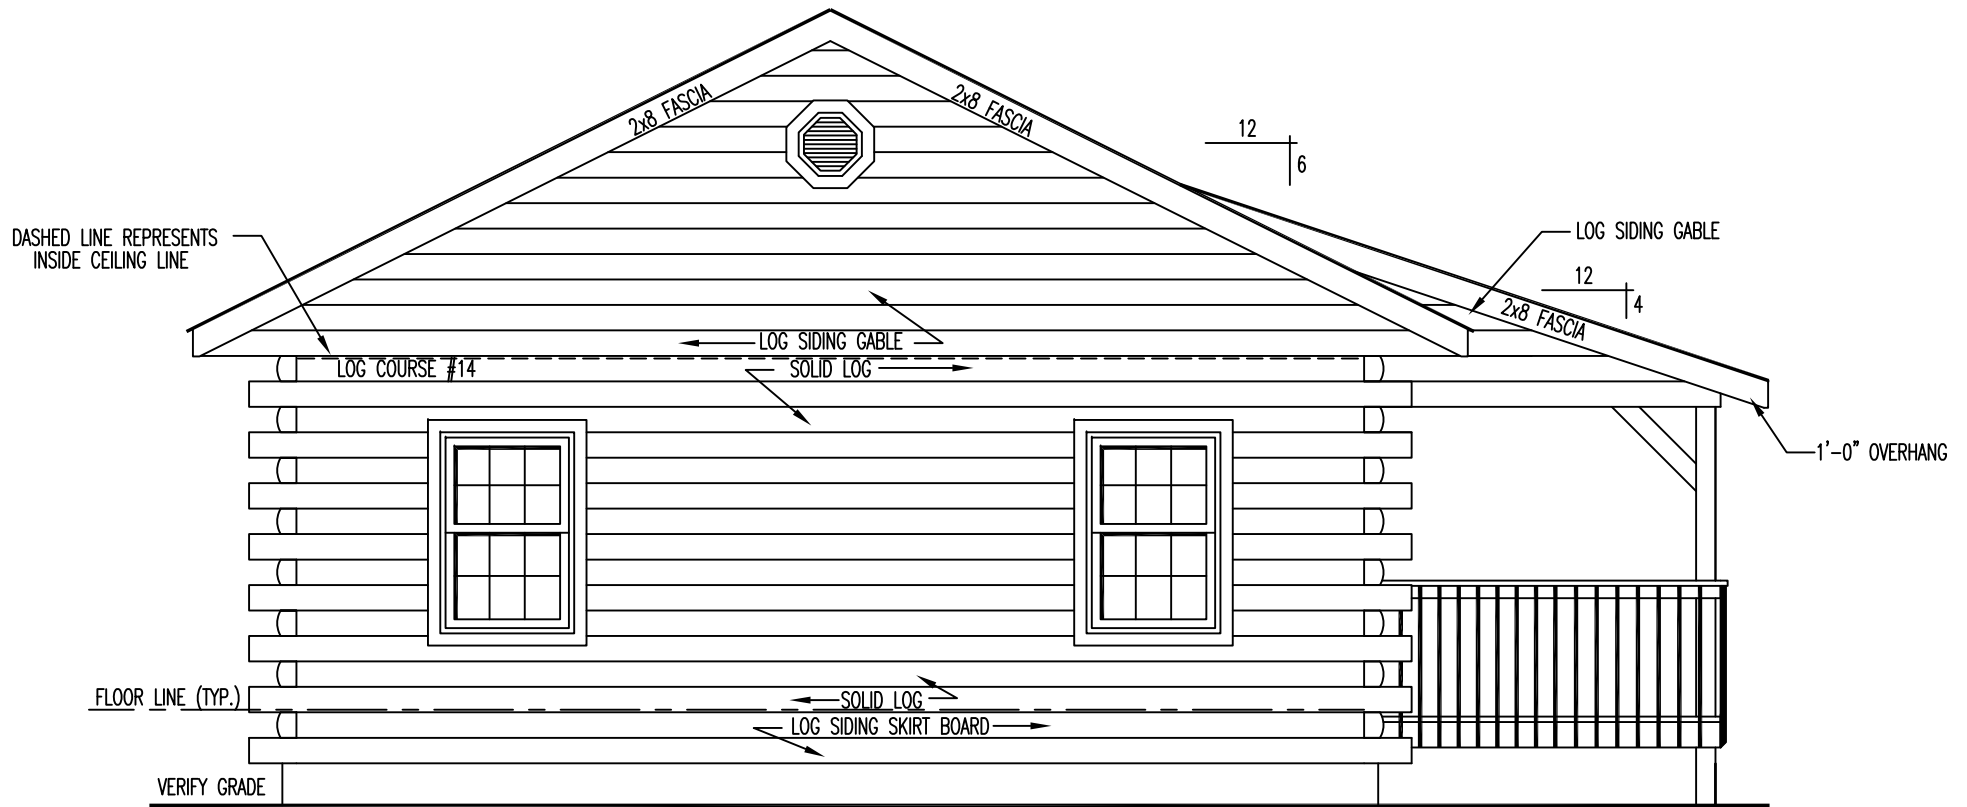 2x8 FASCIA
2x8 FASCIA
12
6
DASHED LINE REPRESENTS
INSIDE CEILING LINE
LOG SIDING GABLE
12
4
2x8 FASCIA
LOG SIDING GABLE
LOG COURSE #14
SOLID LOG
1'-0" OVERHANG
FLOOR LINE (TYP.)
SOLID LOG
LOG SIDING SKIRT BOARD
VERIFY GRADE